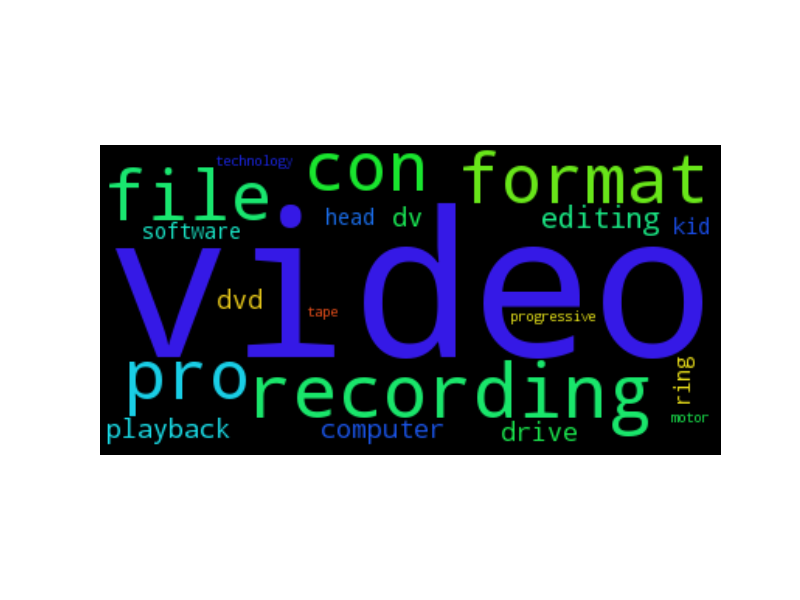 technology
con
format
file
head
dv
editing
kid
software
video
dvd
tape
progressive
pro
recording
ring
playback
computer
drive
motor